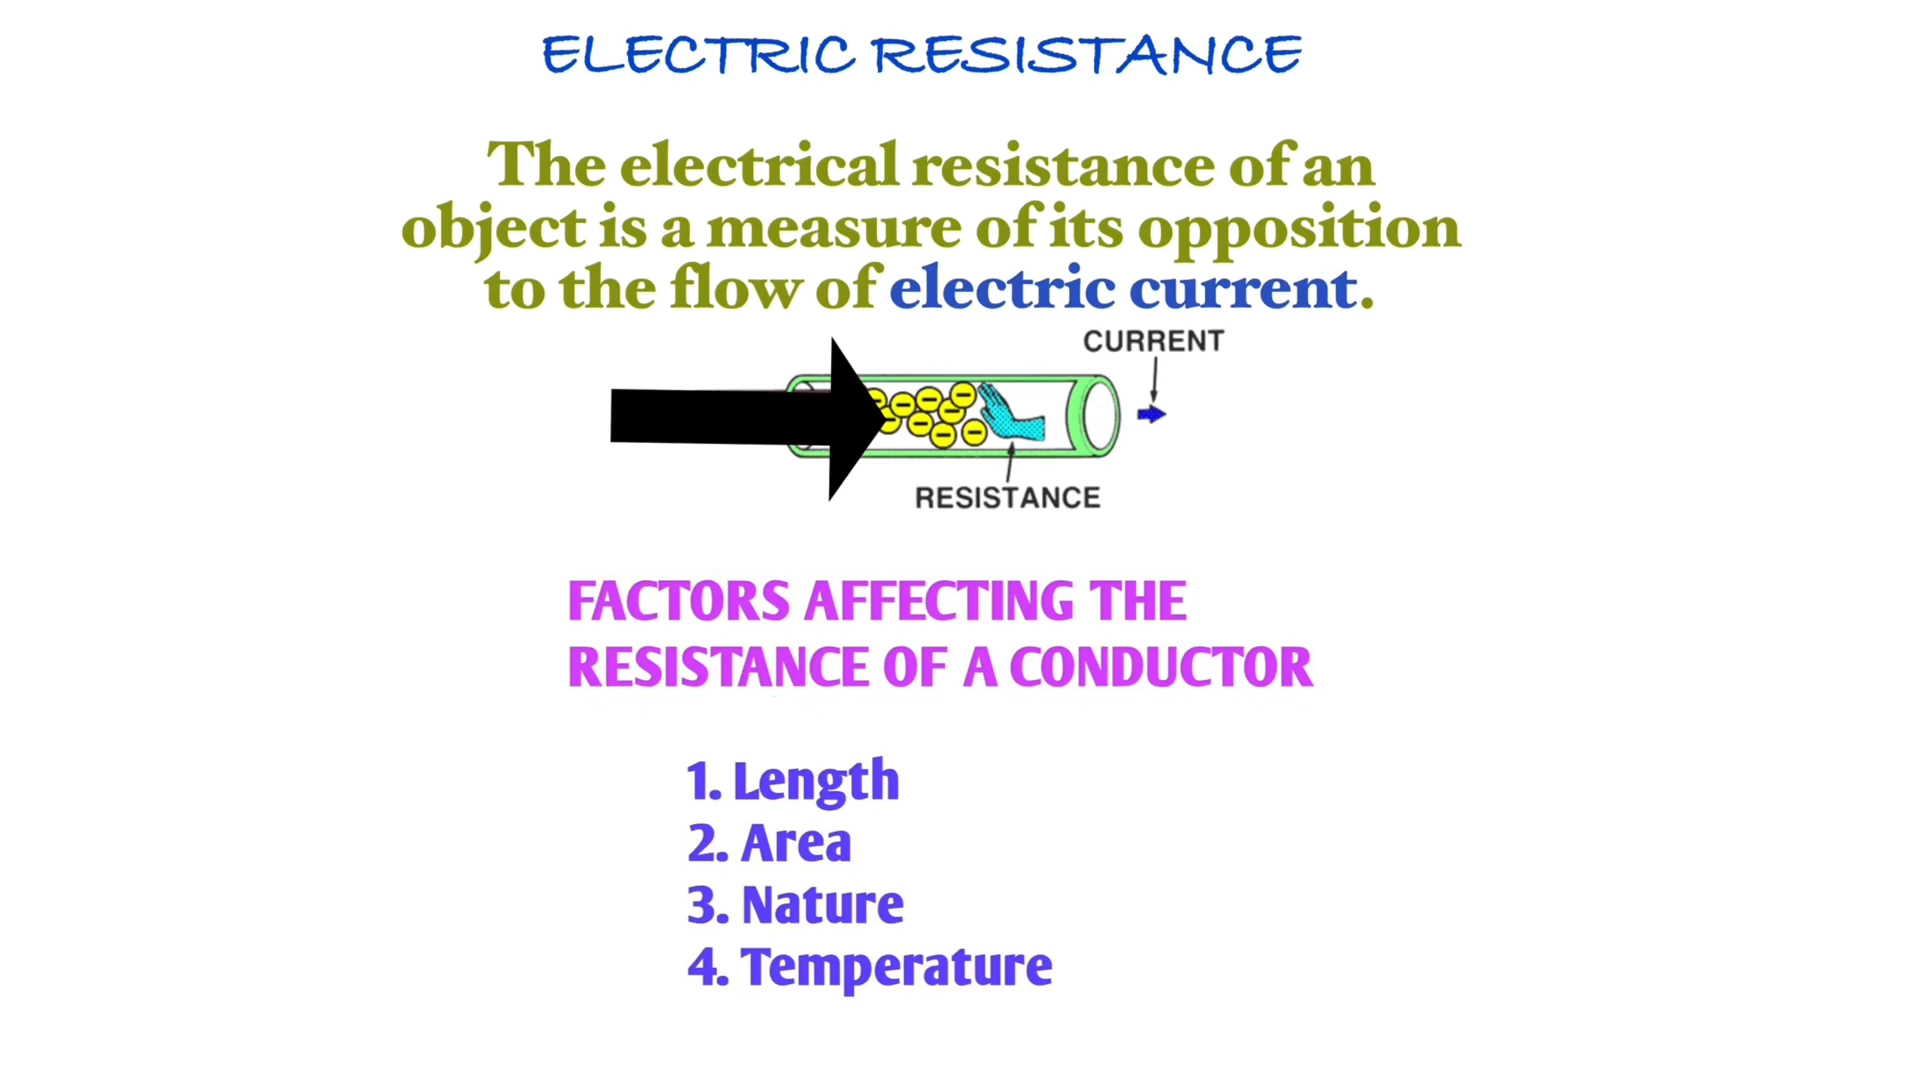 ELECTRIC RESISTANCE
The electrical resistance of an
object is a measure of its opposition
to the flow of electric current.
CURRENT
RESISTANCE
FACTORS AFFECTING THE
RESISTANCE OF A CONDUCTOR
1. Length
2. Area
3. Nature
4. Temperature